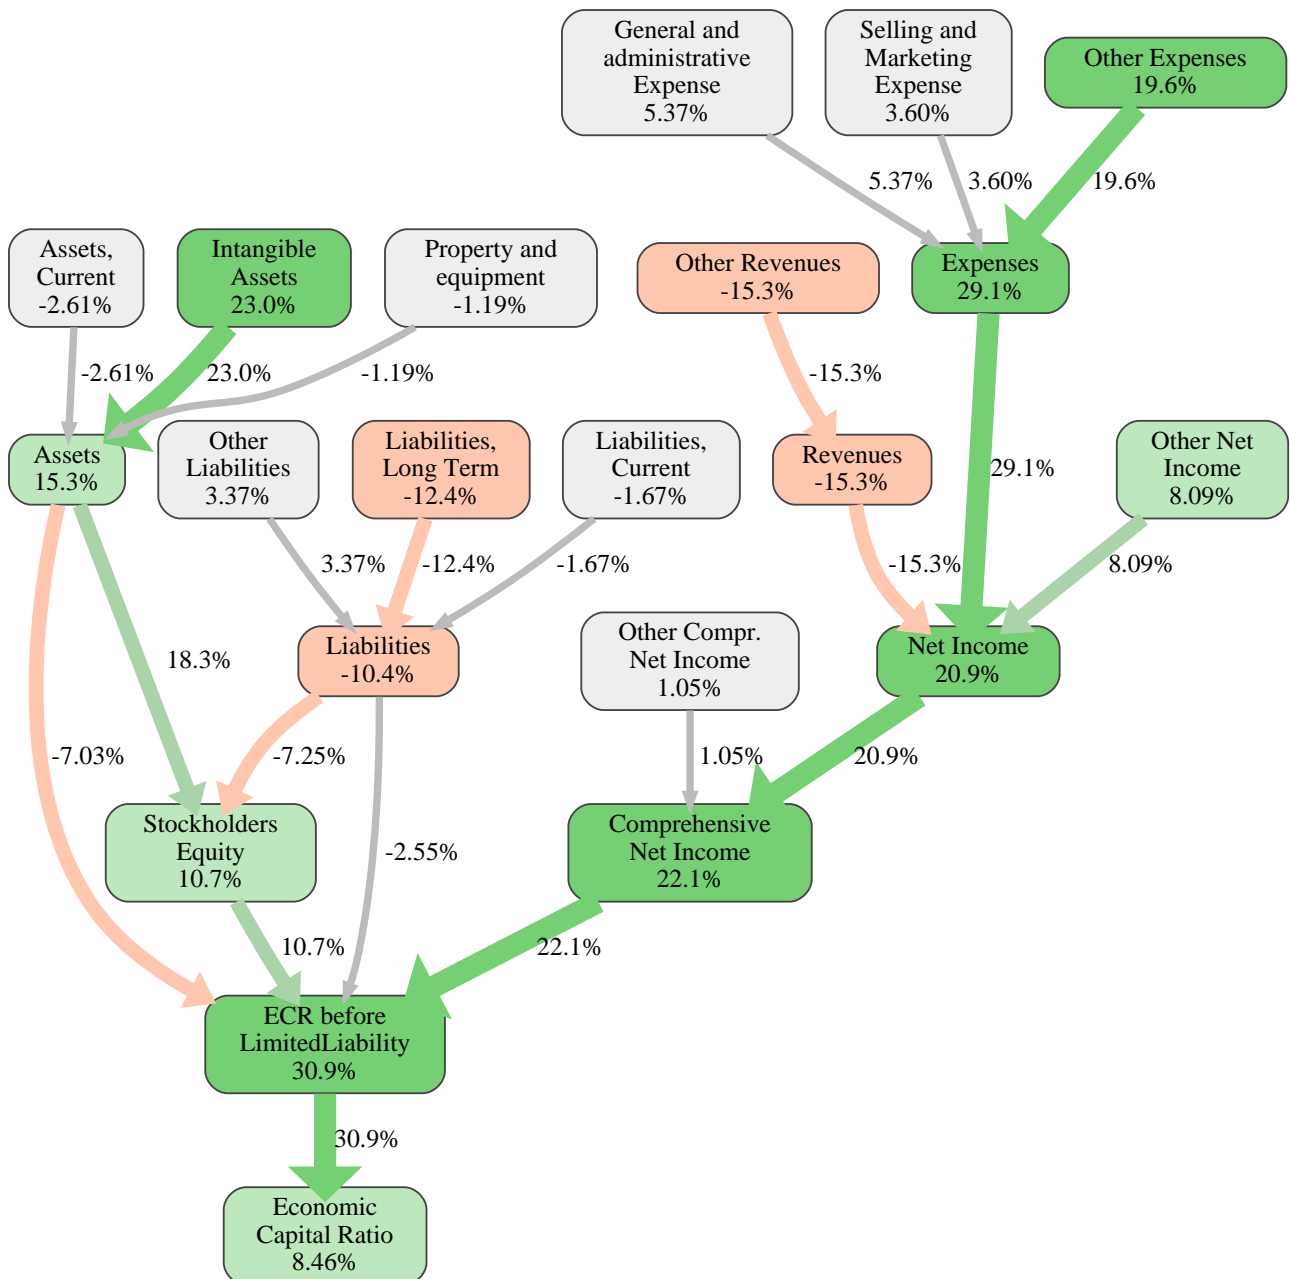 General and
administrative
Expense
5.37%
Selling and
Marketing
Expense
3.60%
Other Expenses
19.6%
5.37%
3.60%
19.6%
Assets,
Current
-2.61%
Intangible
Assets
23.0%
Property and
equipment
-1.19%
Other Revenues
-15.3%
Expenses
29.1%
-2.61%
23.0%
-1.19%
-15.3%
Assets
15.3%
Other
Liabilities
3.37%
Liabilities,
Long Term
-12.4%
Liabilities,
Current
-1.67%
Revenues
-15.3%
29.1%
Other Net
Income
8.09%
3.37%
-12.4%
-1.67%
-15.3%
8.09%
18.3%
Liabilities
-10.4%
Other Compr.
Net Income
1.05%
Net Income
20.9%
-7.03%
-7.25%
1.05%
20.9%
Stockholders
Equity
10.7%
-2.55%
Comprehensive
Net Income
22.1%
10.7%
22.1%
ECR before
LimitedLiability
30.9%
30.9%
Economic
Capital Ratio
8.46%